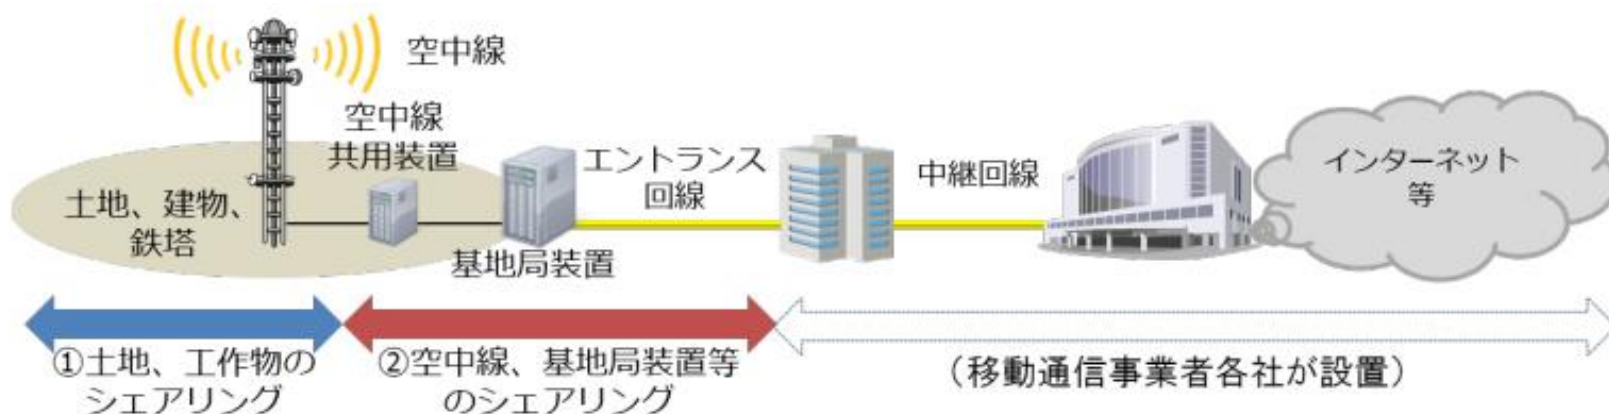 空中線
空中線
共用装置
土地、建物、
鉄塔
基地局装置
エントランス
回線
中継回線
インターネット
等
①土地、工作物の
シェアリング
②空中線、基地局装置等
のシェアリング
（移動通信事業者各社が設置）